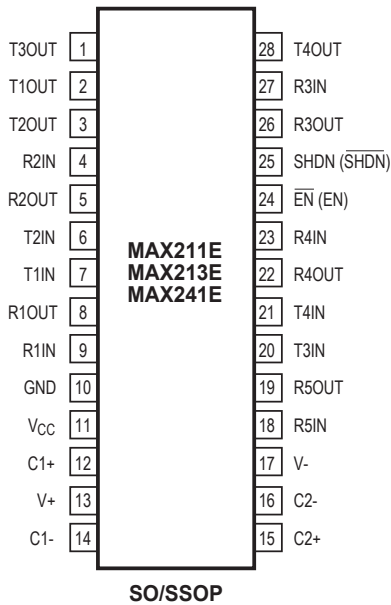 T3OUT 1
T1OUT 2
T2OUT 3
R2IN 4
R2OUT 5
T2IN 6
T1IN 7
R1OUT 8
R1IN 9
GND 10
VCC 11
C1+ 12
V+ 13
C1- 14
MAX211E
MAX213E
MAX241E
28 T4OUT
27 R3IN
26 R3OUT
25 SHDN (S̅H̅D̅N̅)
24 E̅N̅ (EN)
23 R4IN
22 R4OUT
21 T4IN
20 T3IN
19 R5OUT
18 R5IN
17 V-
16 C2-
15 C2+
SO/SSOP